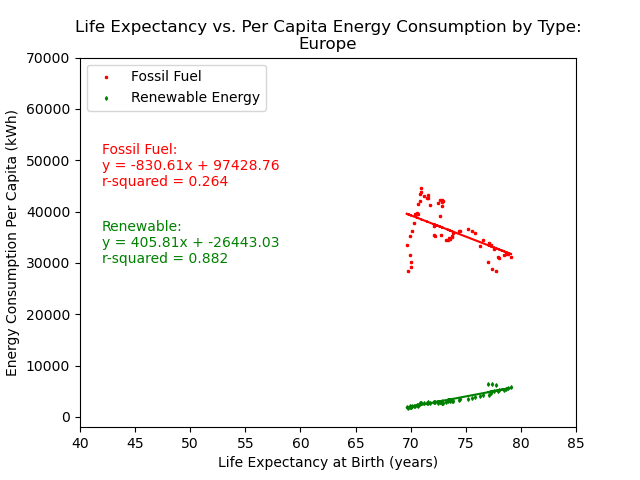 Life Expectancy vs. Per Capita Energy Consumption by Type:
Europe
70000
60000
50000
40000
30000
20000
10000
0
Energy Consumption Per Capita (kWh)
Fossil Fuel
Renewable Energy
Fossil Fuel:
y = -830.61x + 97428.76
r-squared = 0.264
Renewable:
y = 405.81x + -26443.03
r-squared = 0.882
40 45 50 55 60 65 70 75 80 85
Life Expectancy at Birth (years)